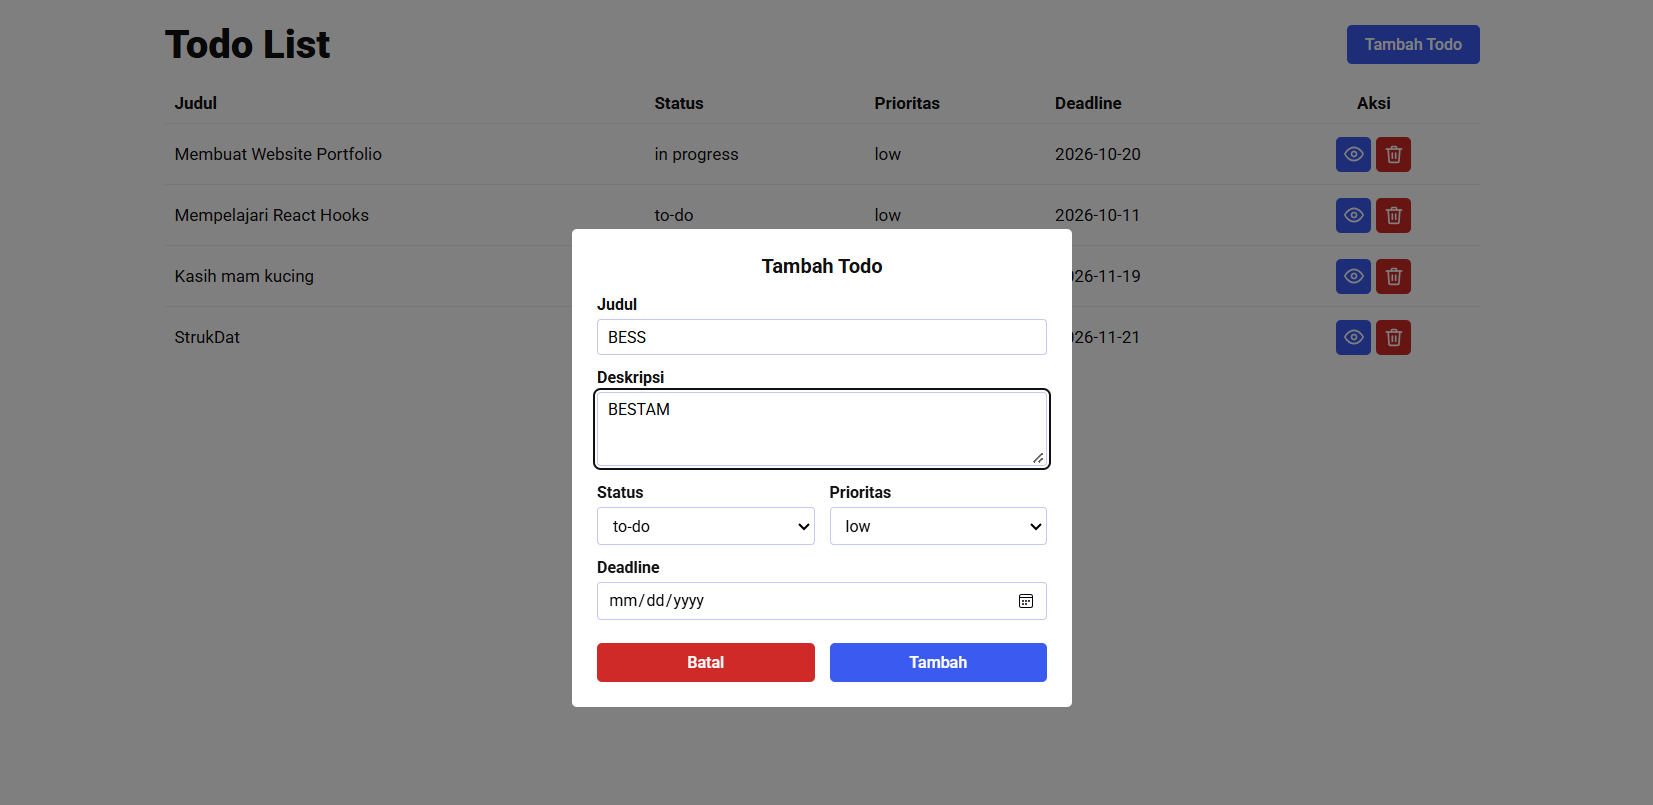 Todo List
Tambah Todo
Judul Status Prioritas Deadline Aksi
Membuat Website Portfolio in progress low 2026-10-20
Mempelajari React Hooks to-do low 2026-10-11
Kasih mam kucing 26-11-19
StrukDat 26-11-21
Tambah Todo
Judul
BESS
Deskripsi
BESTAM
Status Prioritas
to-do low
Deadline
mm/dd/yyyy
Batal Tambah